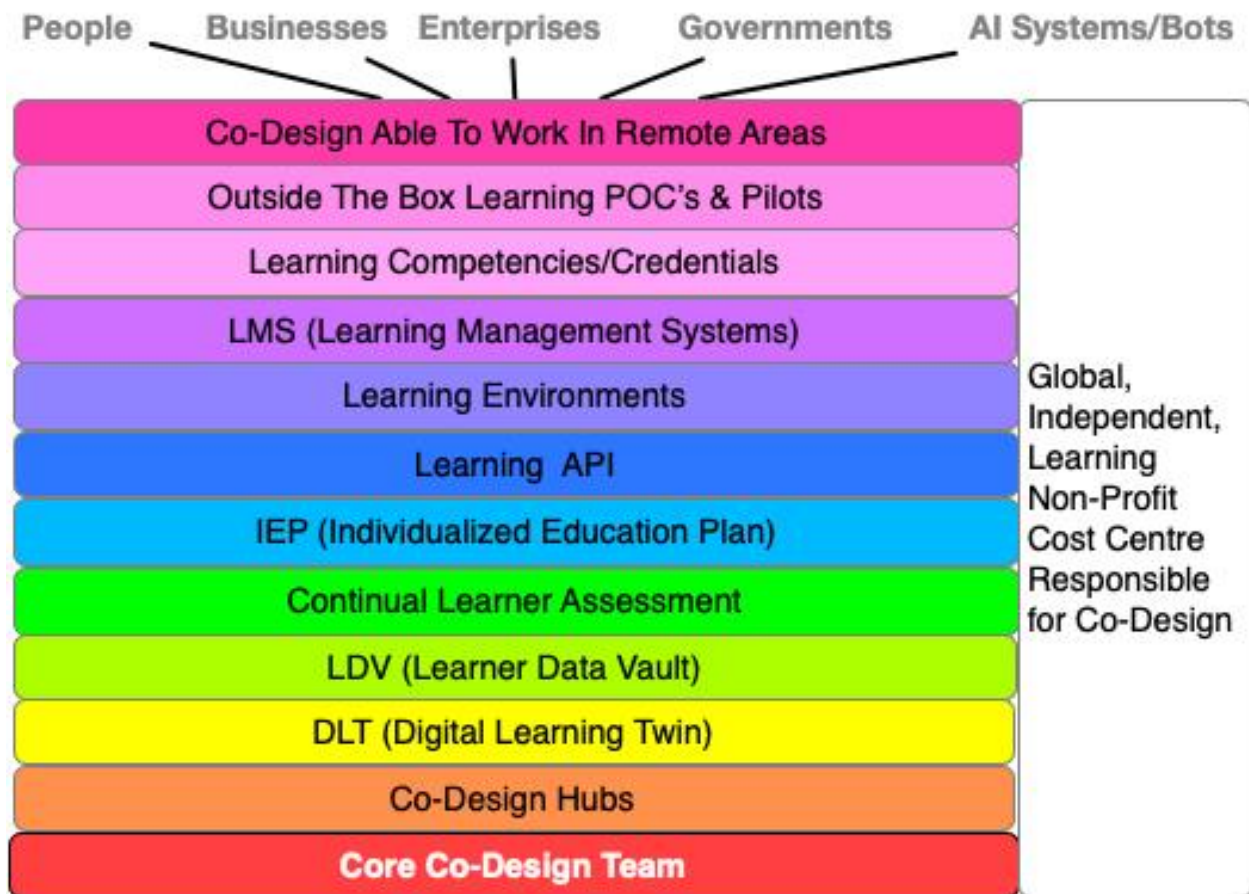 People Businesses Enterprises Governments AI Systems/Bots
Co-Design Able To Work In Remote Areas
Outside The Box Learning POC's & Pilots
Learning Competencies/Credentials
LMS (Learning Management Systems)
Learning Environments
Learning API
IEP (Individualized Education Plan)
Continual Learner Assessment
LDV (Learner Data Vault)
DLT (Digital Learning Twin)
Co-Design Hubs
Core Co-Design Team
Global,
Independent,
Learning
Non-Profit
Cost Centre
Responsible
for Co-Design